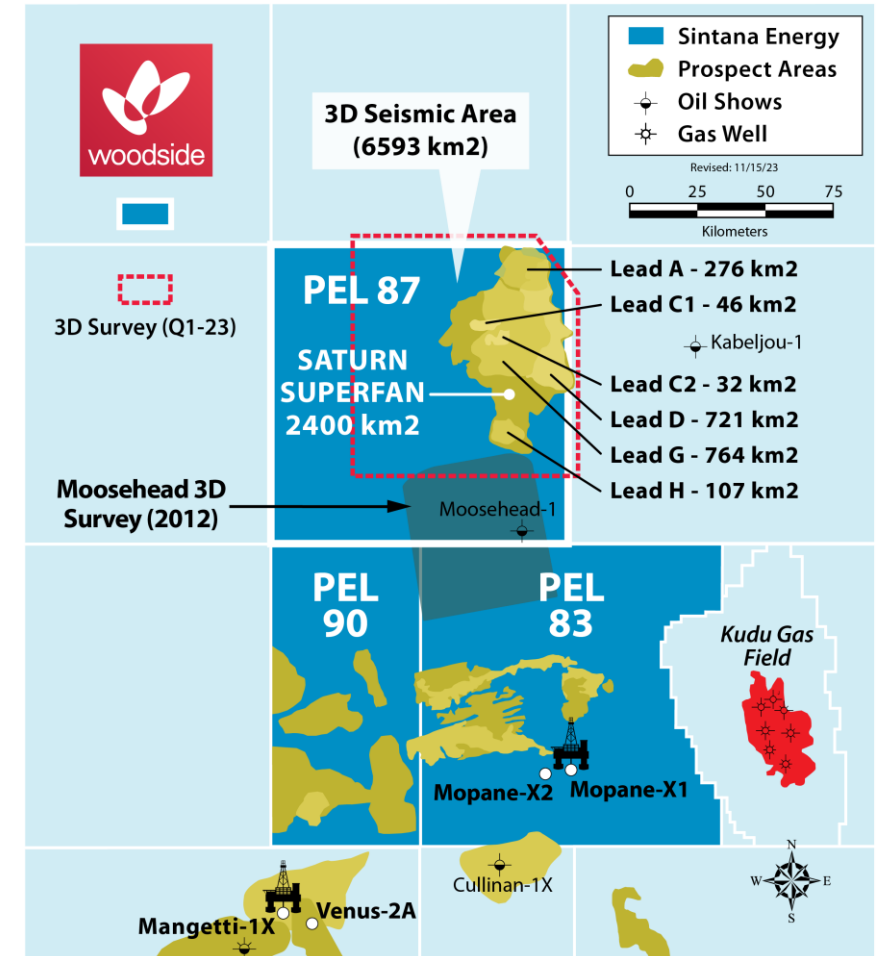 woodside
3D Seismic Area
(6593 km2)
Sintana Energy
Prospect Areas
Oil Shows
Gas Well
Revised: 11/15/23
0 25 50 75
Kilometers
3D Survey (Q1-23)
PEL 87
SATURN
SUPERFAN
2400 km2
Lead A - 276 km2
Lead C1 - 46 km2
Kabeljou-1
Lead C2 - 32 km2
Lead D - 721 km2
Lead G - 764 km2
Lead H - 107 km2
Moosehead 3D
Survey (2012)
Moosehead-1
PEL
90
PEL
83
Kudu Gas
Field
Mopane-X2
Mopane-X1
Cullinan-1X
N
W
E
S
Mangetti-1X
Venus-2A